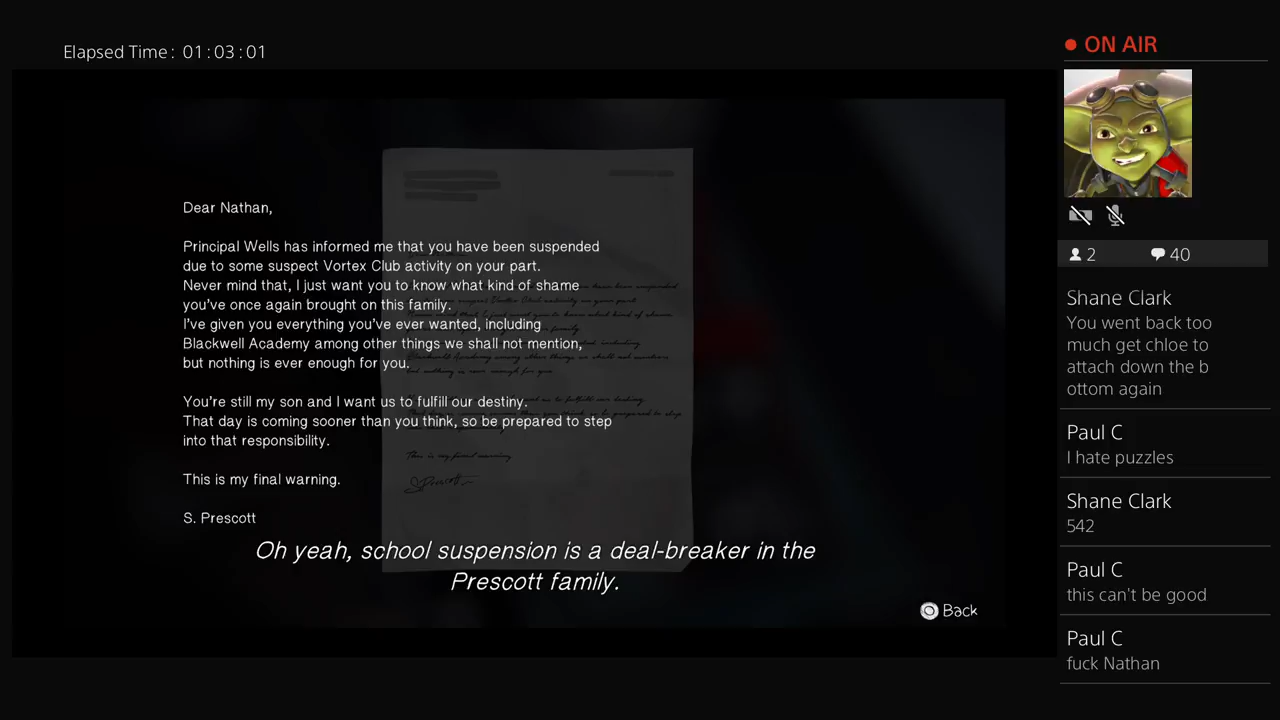 Elapsed Time: 01:03:01
ON AIR
Dear Nathan,
Principal Wells has informed me that you have been suspended
due to some suspect Vortex Club activity on your part.
Never mind that, I just want you to know what kind of shame
you've once again brought on this family.
I've given you everything you've ever wanted, including
Blackwell Academy among other things we shall not mention,
but nothing is ever enough for you.
You're still my son and I want us to fulfill our destiny.
That day is coming sooner than you think, so be prepared to step
into that responsibility.
This is my final warning.
S. Prescott
Oh yeah, school suspension is a deal-breaker in the
Prescott family.
Back
2
40
Shane Clark
You went back too
much get chloe to
attach down the b
ottom again
Paul C
I hate puzzles
Shane Clark
542
Paul C
this can't be good
Paul C
fuck Nathan